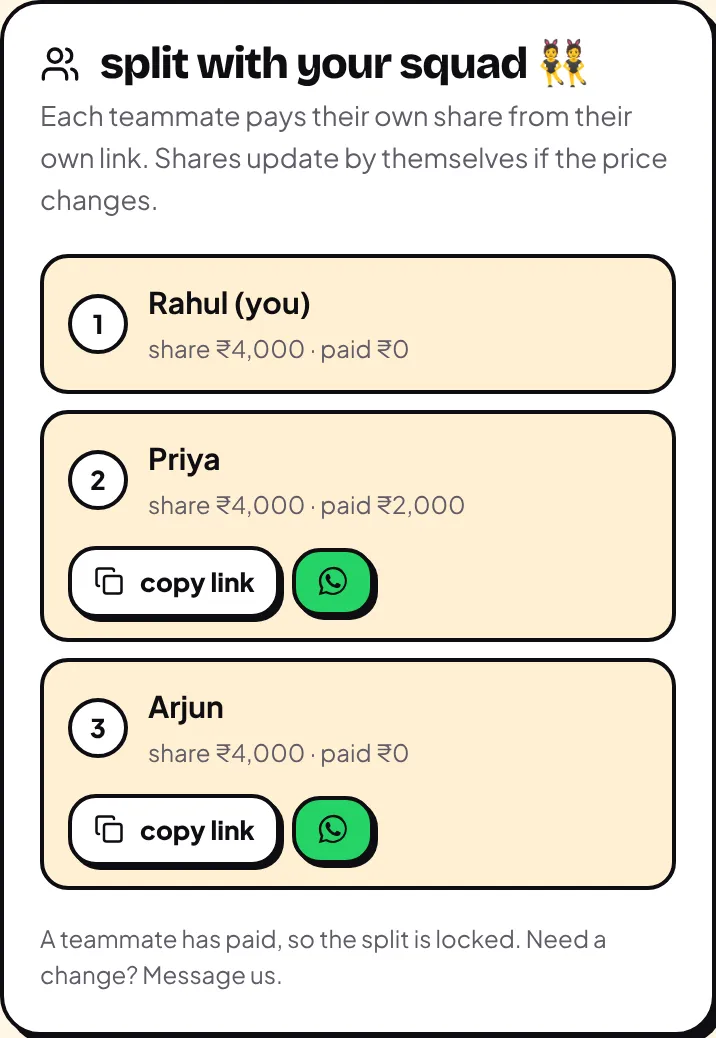 split with your squad 👯
Each teammate pays their own share from their
own link. Shares update by themselves if the price
changes.
1
Rahul (you)
share ₹4,000 · paid ₹0
2
Priya
share ₹4,000 · paid ₹2,000
copy link
3
Arjun
share ₹4,000 · paid ₹0
copy link
A teammate has paid, so the split is locked. Need a
change? Message us.